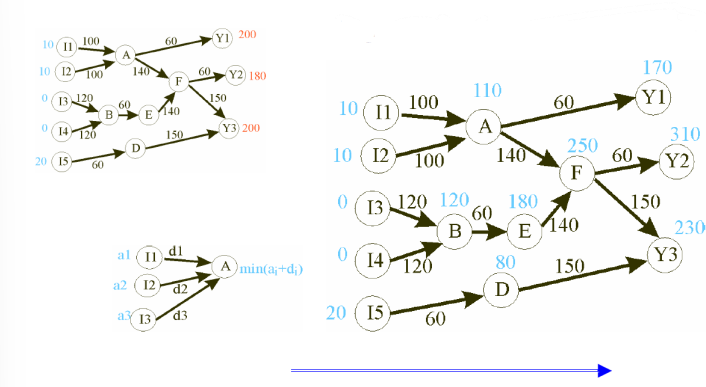 10 I1 100 A 60 Y1 200
10 I2 100 140 F 60 Y2 180
0 I3 120 B 60 E 140 150
0 I4 120 Y3 200
20 I5 60 D 150
a1 I1 d1 A min(ai+di)
a2 I2 d2
a3 I3 d3
170
10 I1 100 110 A 60 Y1
10 I2 100 140 250 F 60 310 Y2
0 I3 120 120 B 60 180 E 140 150 230 Y3
0 I4 120
80 D 150
20 I5 60